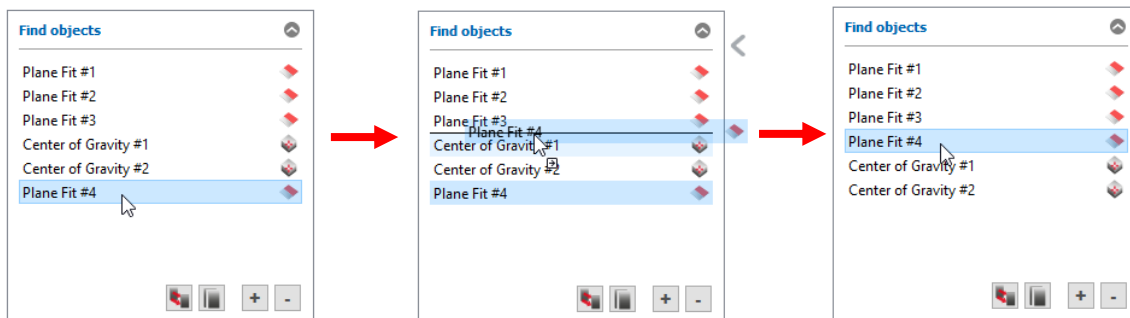 Find objects
Plane Fit #1
Plane Fit #2
Plane Fit #3
Center of Gravity #1
Center of Gravity #2
Plane Fit #4
+ -
Find objects
Plane Fit #1
Plane Fit #2
Plane Fit #3
Plane Fit #4
Center of Gravity #1
Center of Gravity #2
Plane Fit #4
+ -
Find objects
Plane Fit #1
Plane Fit #2
Plane Fit #3
Plane Fit #4
Center of Gravity #1
Center of Gravity #2
+ -